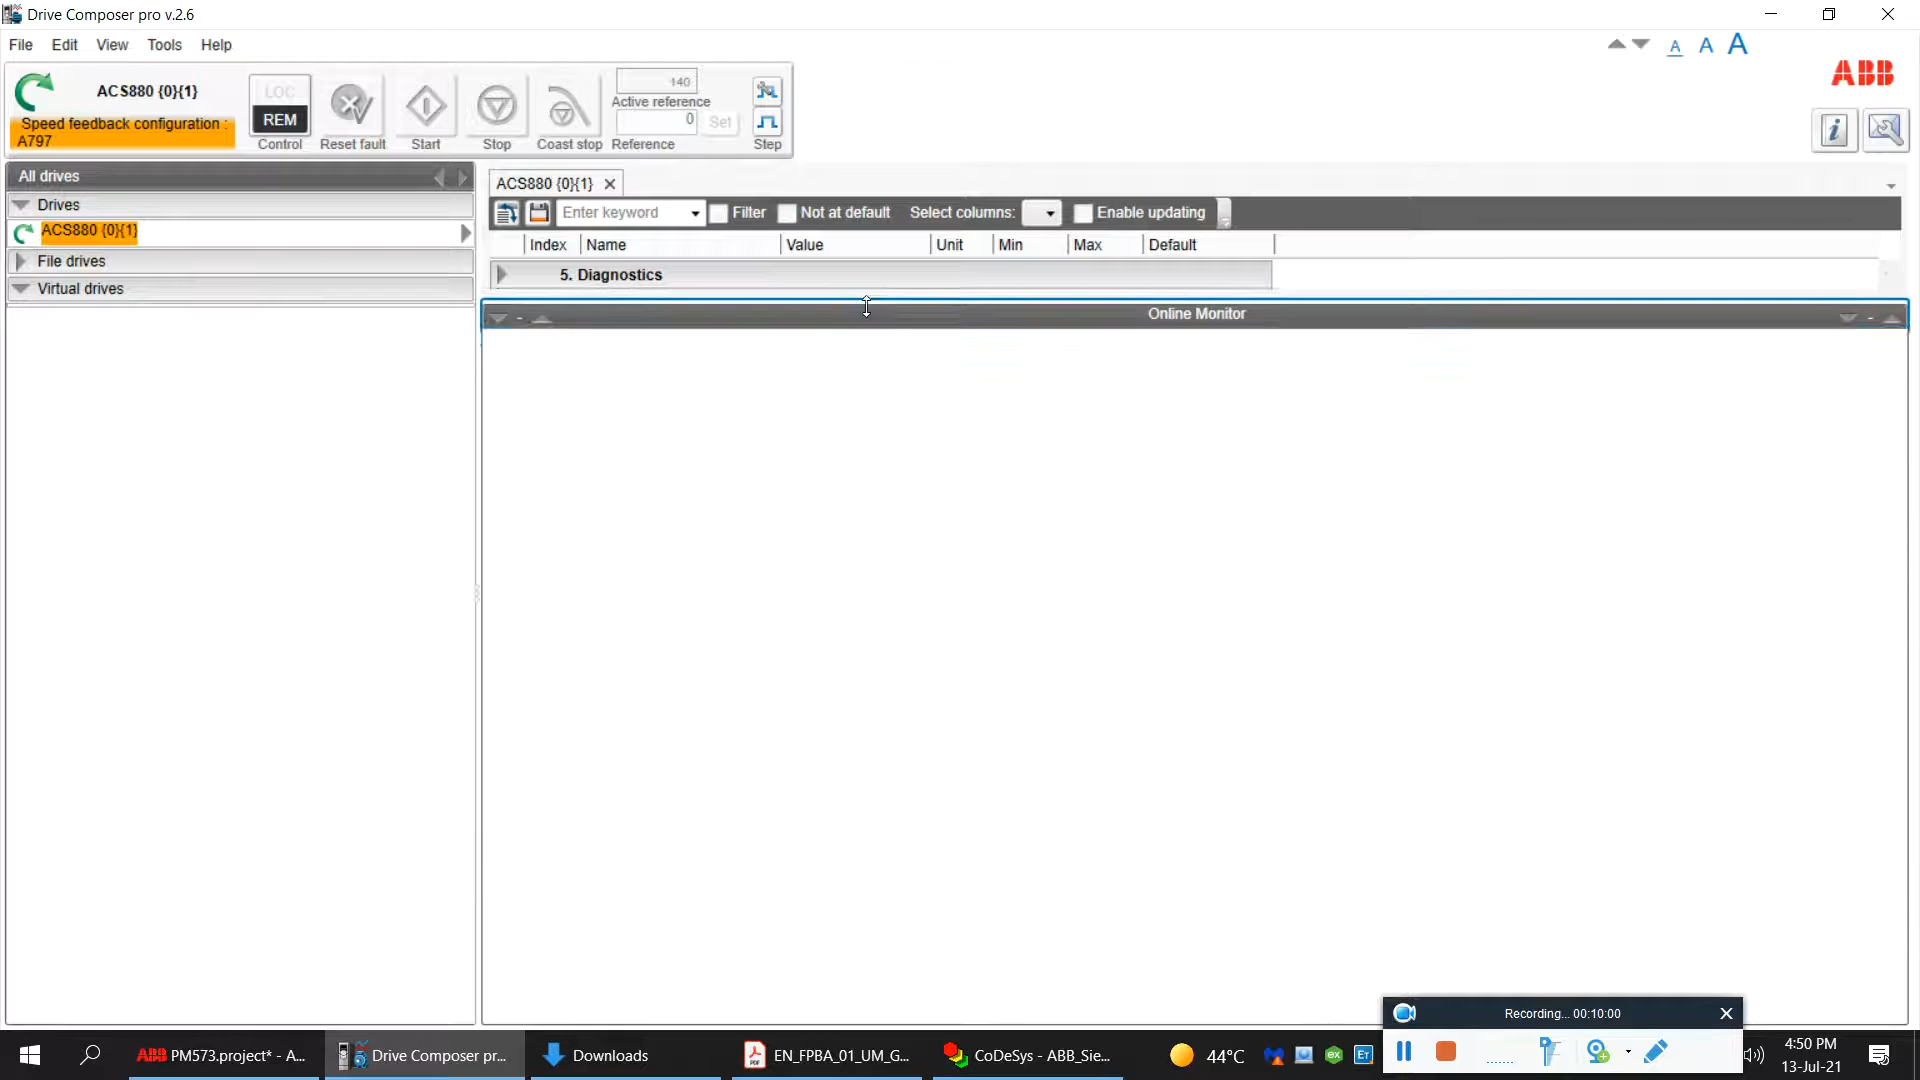 Drive Composer pro v.2.6
File Edit View Tools Help
A A A
ABB
ACS880 {0}{1}
Speed feedback configuration :
A797
LOC
REM
Control
Reset fault
Start
Stop
Coast stop
140
Active reference
0 Set
Reference
Step
All drives
Drives
ACS880 {0}{1}
File drives
Virtual drives
ACS880 {0}{1}
Enter keyword Filter Not at default Select columns: Enable updating
Index Name Value Unit Min Max Default
5. Diagnostics
Online Monitor
Recording... 00:10:00
ABB PM573.project* - A...
Drive Composer pr...
Downloads
EN_FPBA_01_UM_G...
CoDeSys - ABB_Sie...
44°C
4:50 PM
13-Jul-21